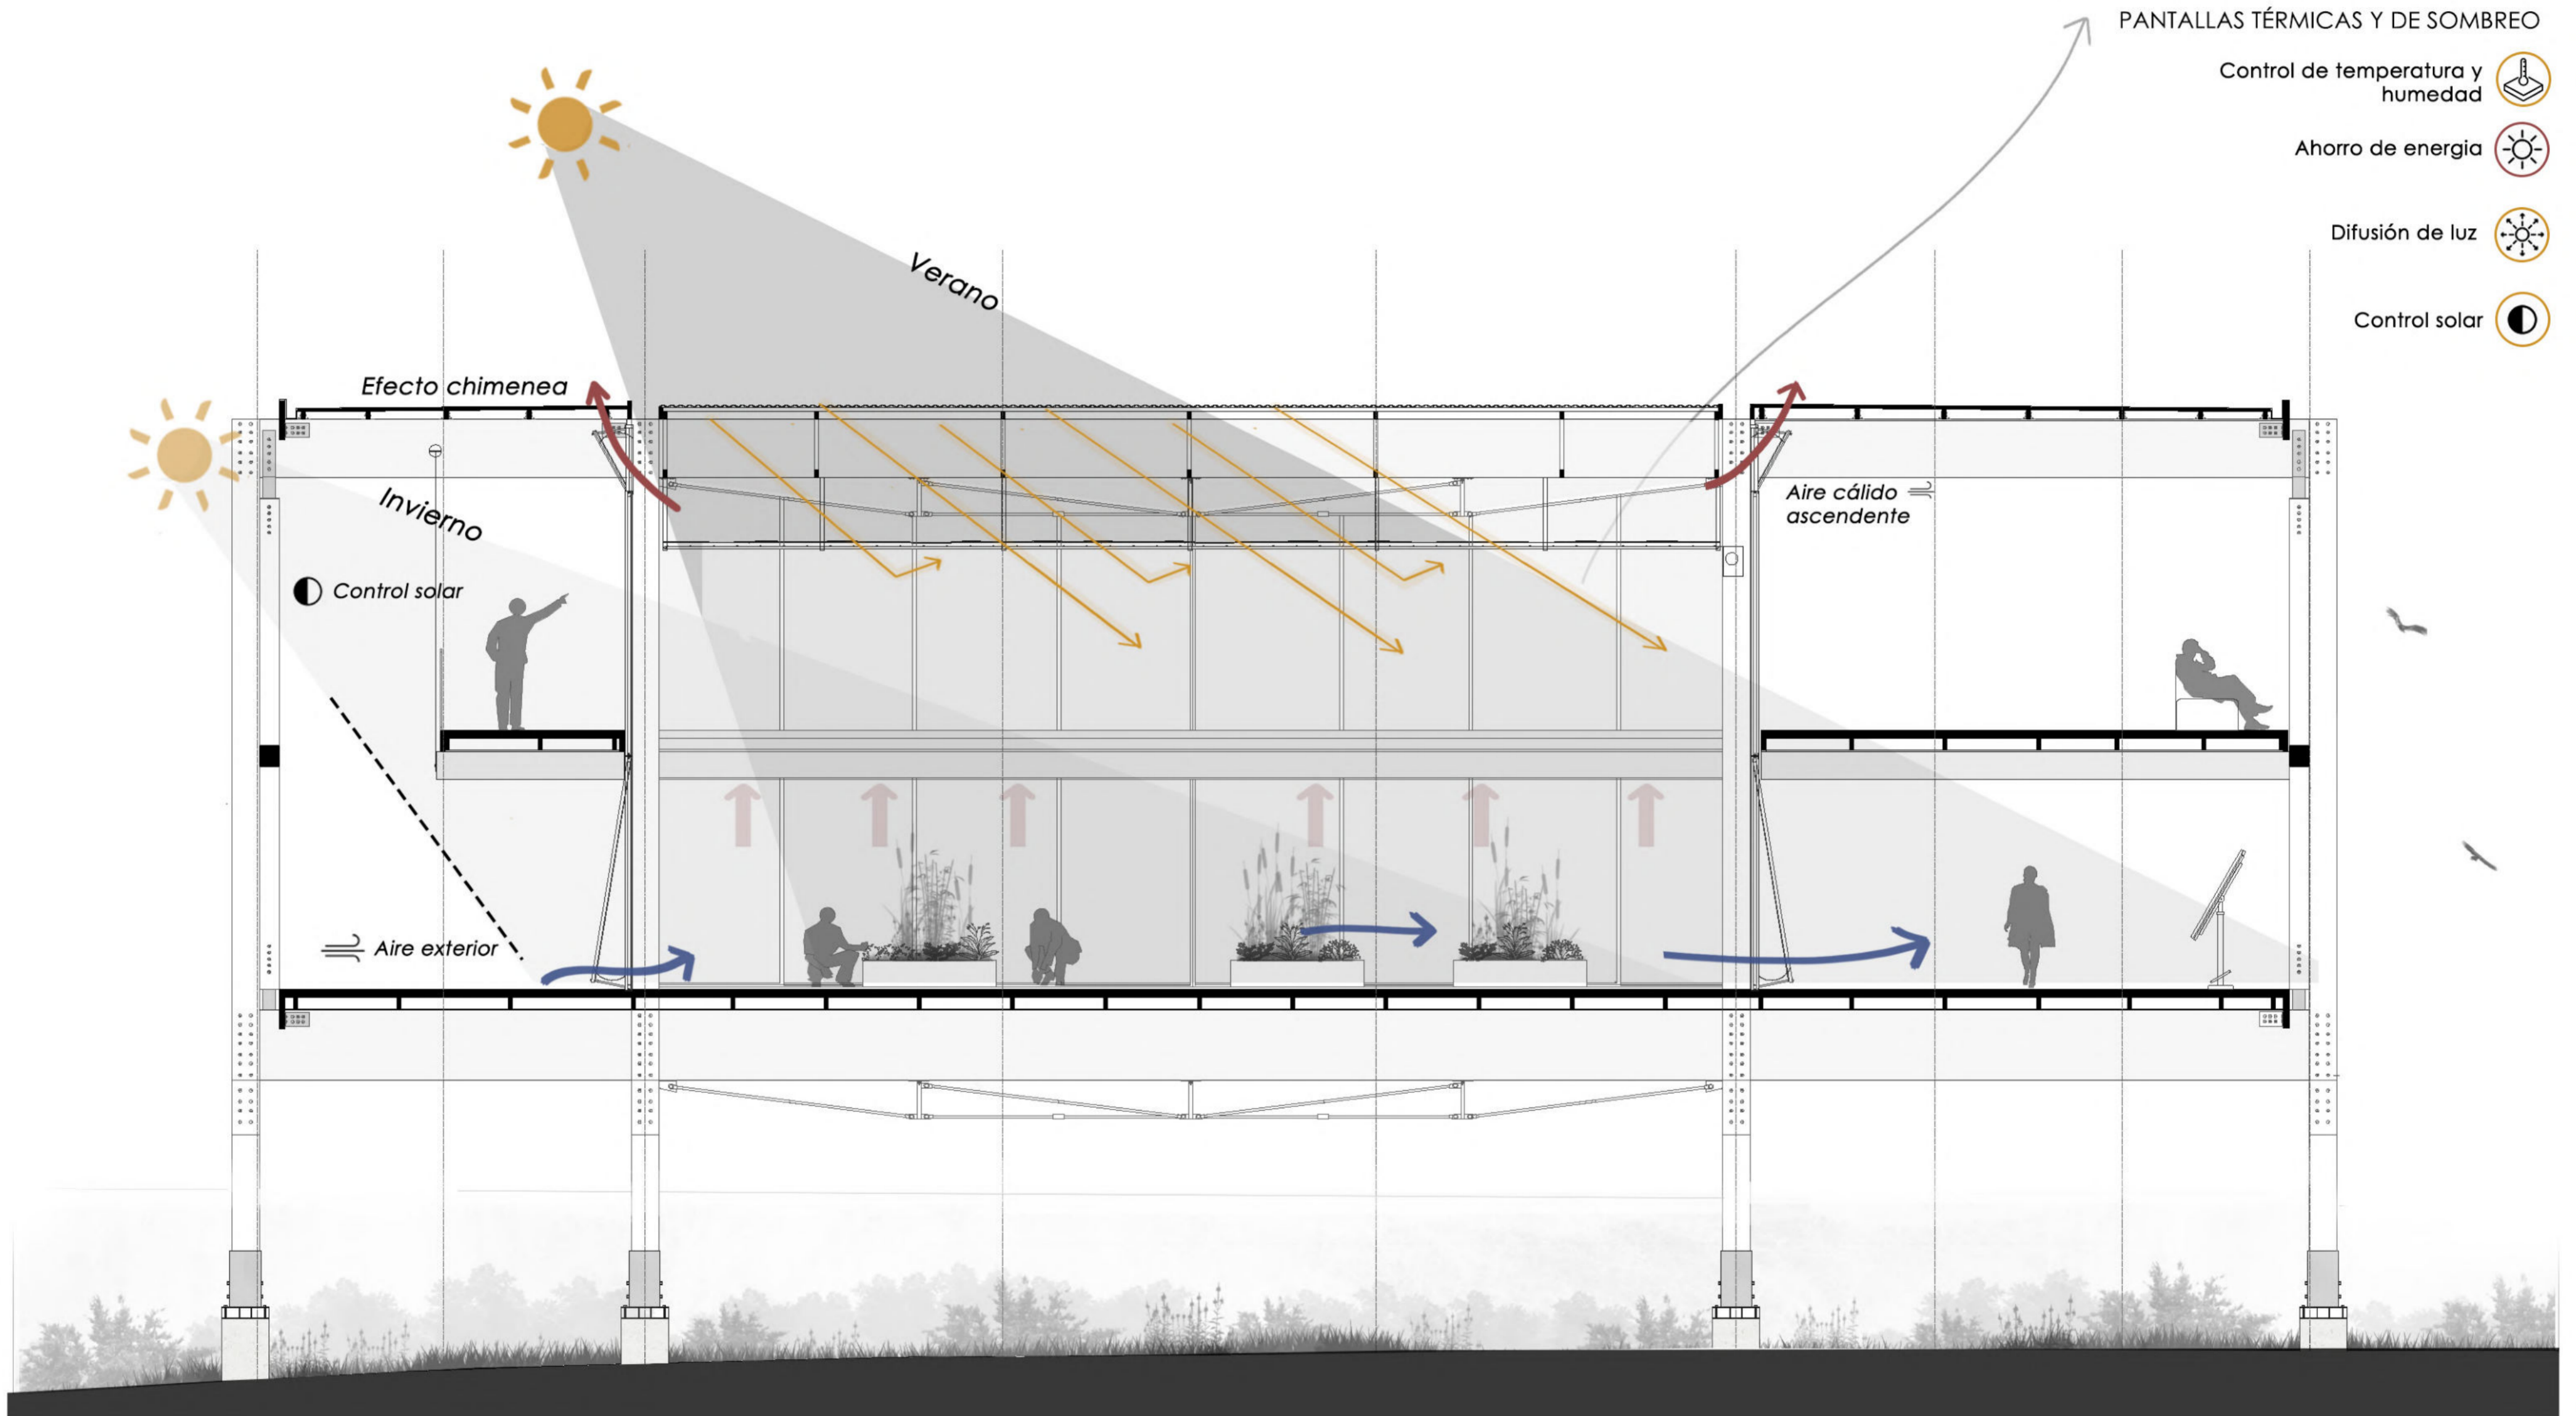 PANTALLAS TÉRMICAS Y DE SOMBREO
Control de temperatura y
humedad
Ahorro de energia
Difusión de luz
Control solar
Verano
Efecto chimenea
Invierno
Aire cálido
ascendente
Control solar
Aire exterior